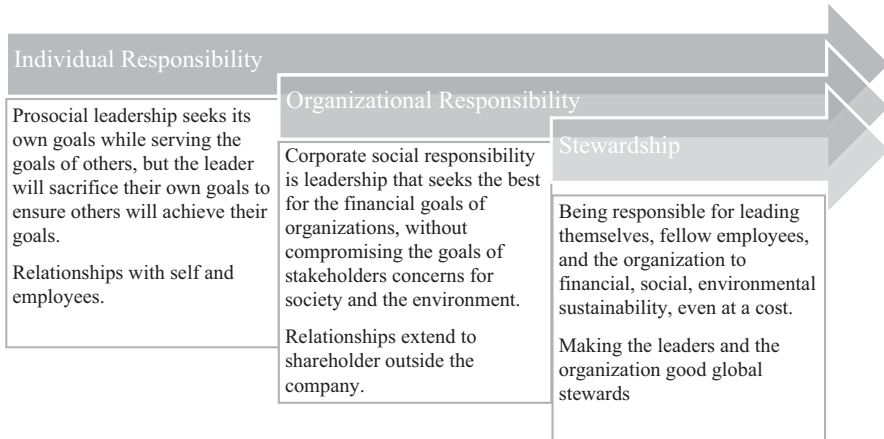 Individual Responsibility
Prosocial leadership seeks its
own goals while serving the
goals of others, but the leader
will sacrifice their own goals to
ensure others will achieve their
goals.
Relationships with self and
employees.
Organizational Responsibility
Corporate social responsibility
is leadership that seeks the best
for the financial goals of
organizations, without
compromising the goals of
stakeholders concerns for
society and the environment.
Relationships extend to
shareholder outside the
company.
Stewardship
Being responsible for leading
themselves, fellow employees,
and the organization to
financial, social, environmental
sustainability, even at a cost.
Making the leaders and the
organization good global
stewards